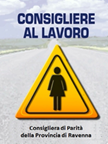 CONSIGLIERE
AL LAVORO
Consigliera di Parità
della Provincia di Ravenna